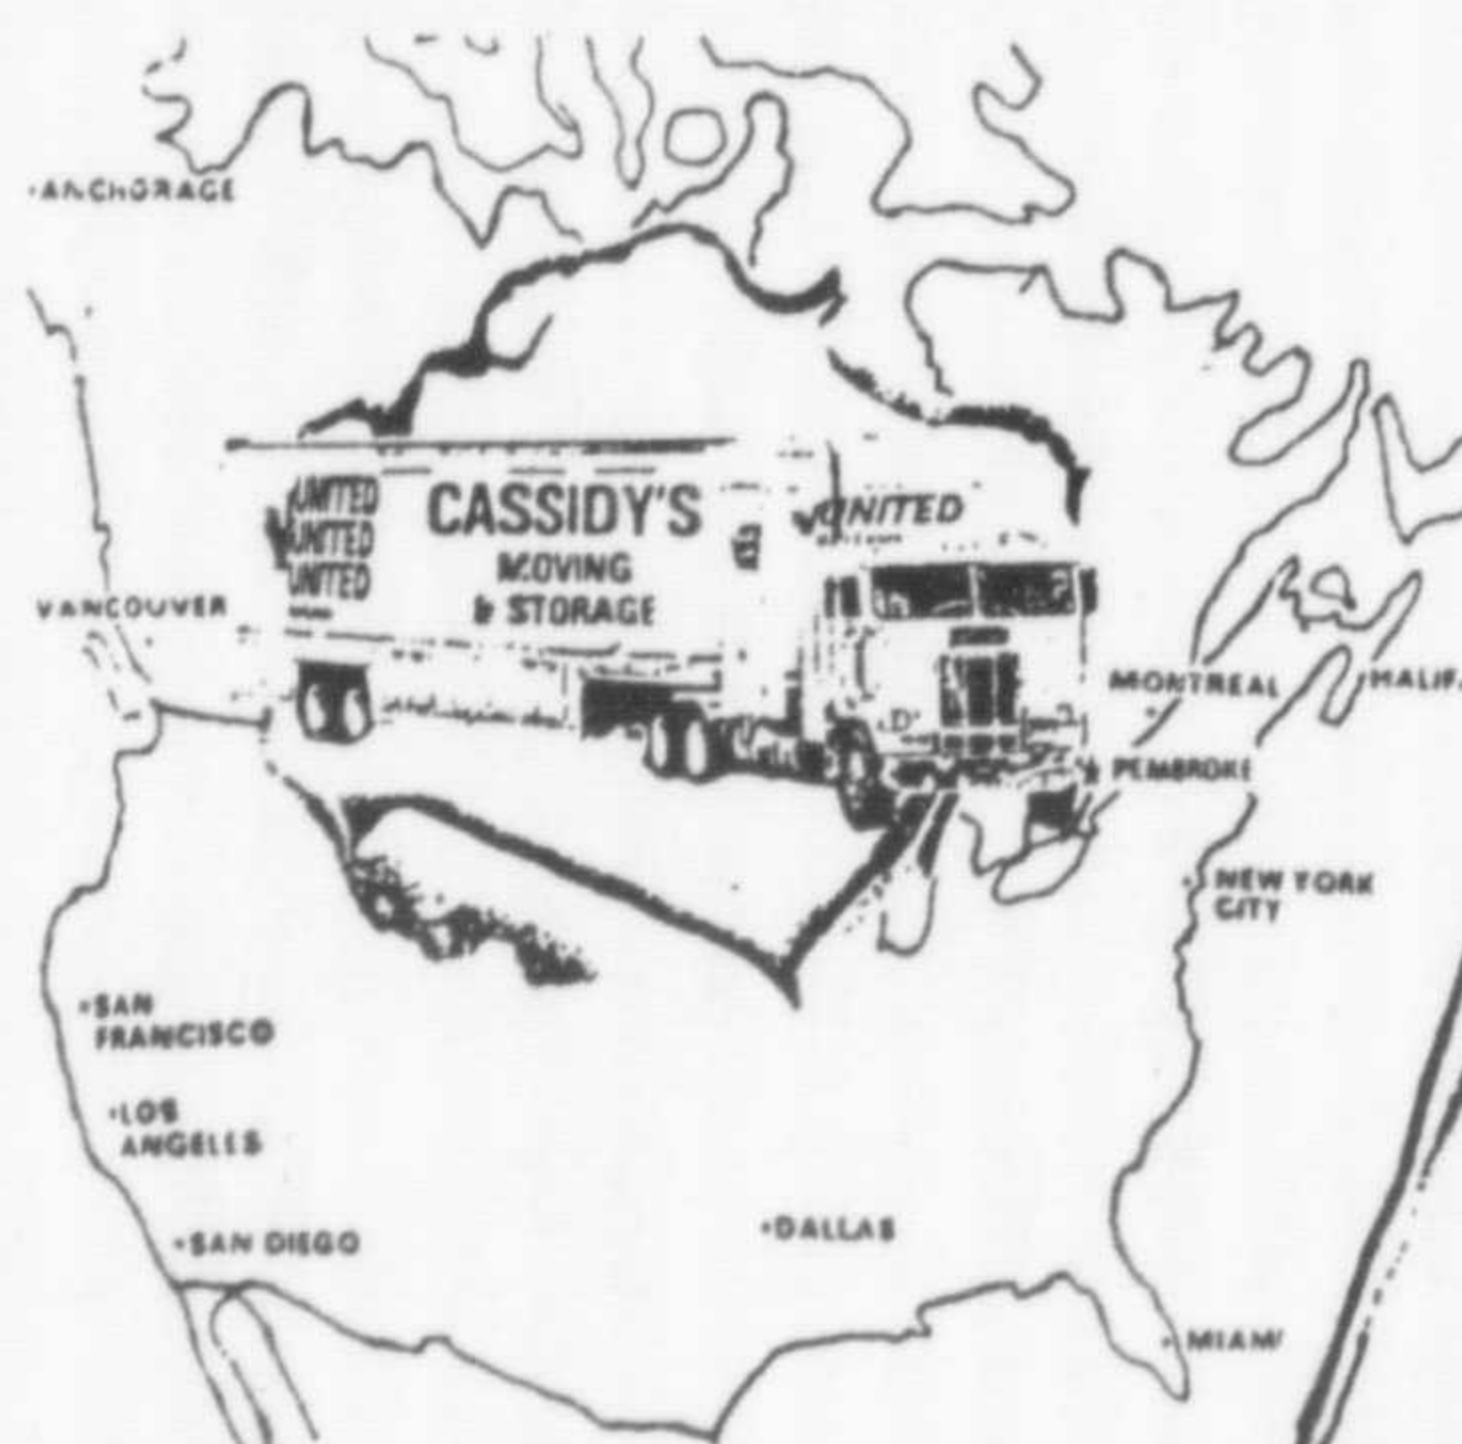 ANCHORAGE
UNITED
UNITED
UNITED
CASSIDY'S
MOVING
& STORAGE
UNITED
VANCOUVER
MONTREAL
HALIF
PEMBROKE
NEW YORK
CITY
SAN
FRANCISCO
LOS
ANGELES
SAN DIEGO
DALLAS
MIAMI